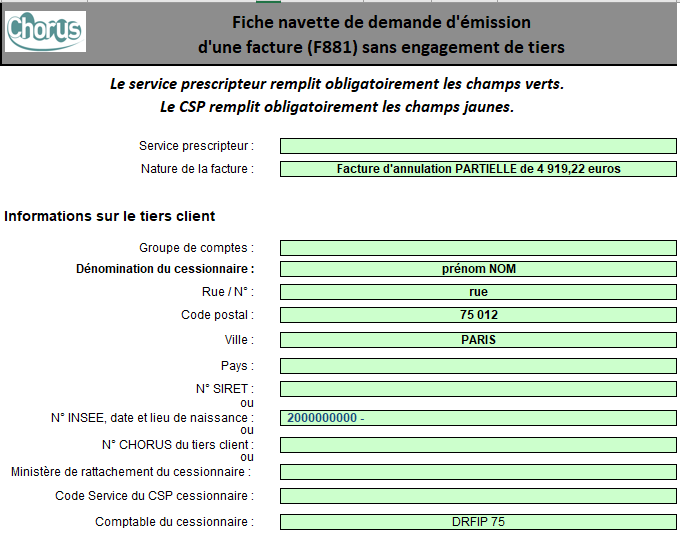 Chorus
Fiche navette de demande d'émission
d'une facture (F881) sans engagement de tiers
Le service prescripteur remplit obligatoirement les champs verts.
Le CSP remplit obligatoirement les champs jaunes.
Service prescripteur :
Nature de la facture : Facture d'annulation PARTIELLE de 4 919,22 euros
Informations sur le tiers client
Groupe de comptes :
Dénomination du cessionnaire : prénom NOM
Rue / N° : rue
Code postal : 75 012
Ville : PARIS
Pays :
N° SIRET :
ou
N° INSEE, date et lieu de naissance : 2000000000 -
ou
N° CHORUS du tiers client :
ou
Ministère de rattachement du cessionnaire :
Code Service du CSP cessionnaire :
Comptable du cessionnaire : DRFIP 75